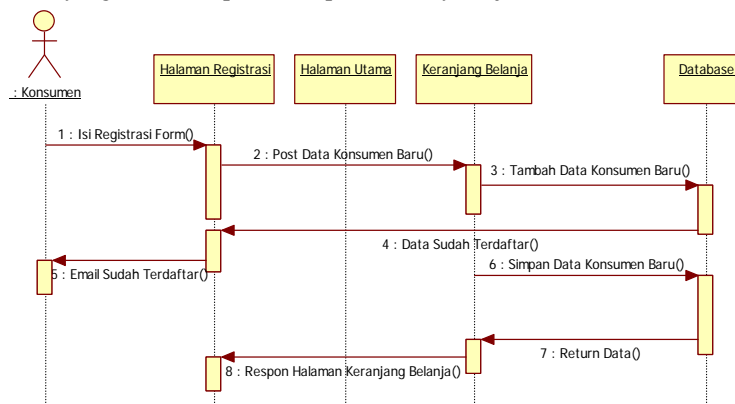 Halaman Registrasi
Halaman Utama
Keranjang Belanja
Database
: Konsumen
1 : Isi Registrasi Form()
2 : Post Data Konsumen Baru()
3 : Tambah Data Konsumen Baru()
4 : Data Sudah Terdaftar()
5 : Email Sudah Terdaftar()
6 : Simpan Data Konsumen Baru()
7 : Return Data()
8 : Respon Halaman Keranjang Belanja()